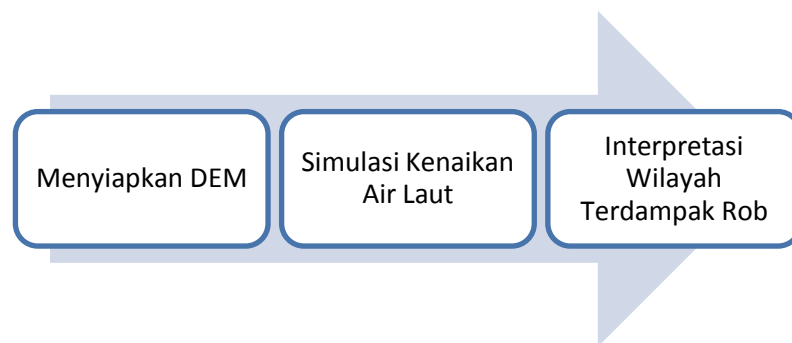 Menyiapkan DEM
Simulasi Kenaikan
Air Laut
Interpretasi
Wilayah
Terdampak Rob